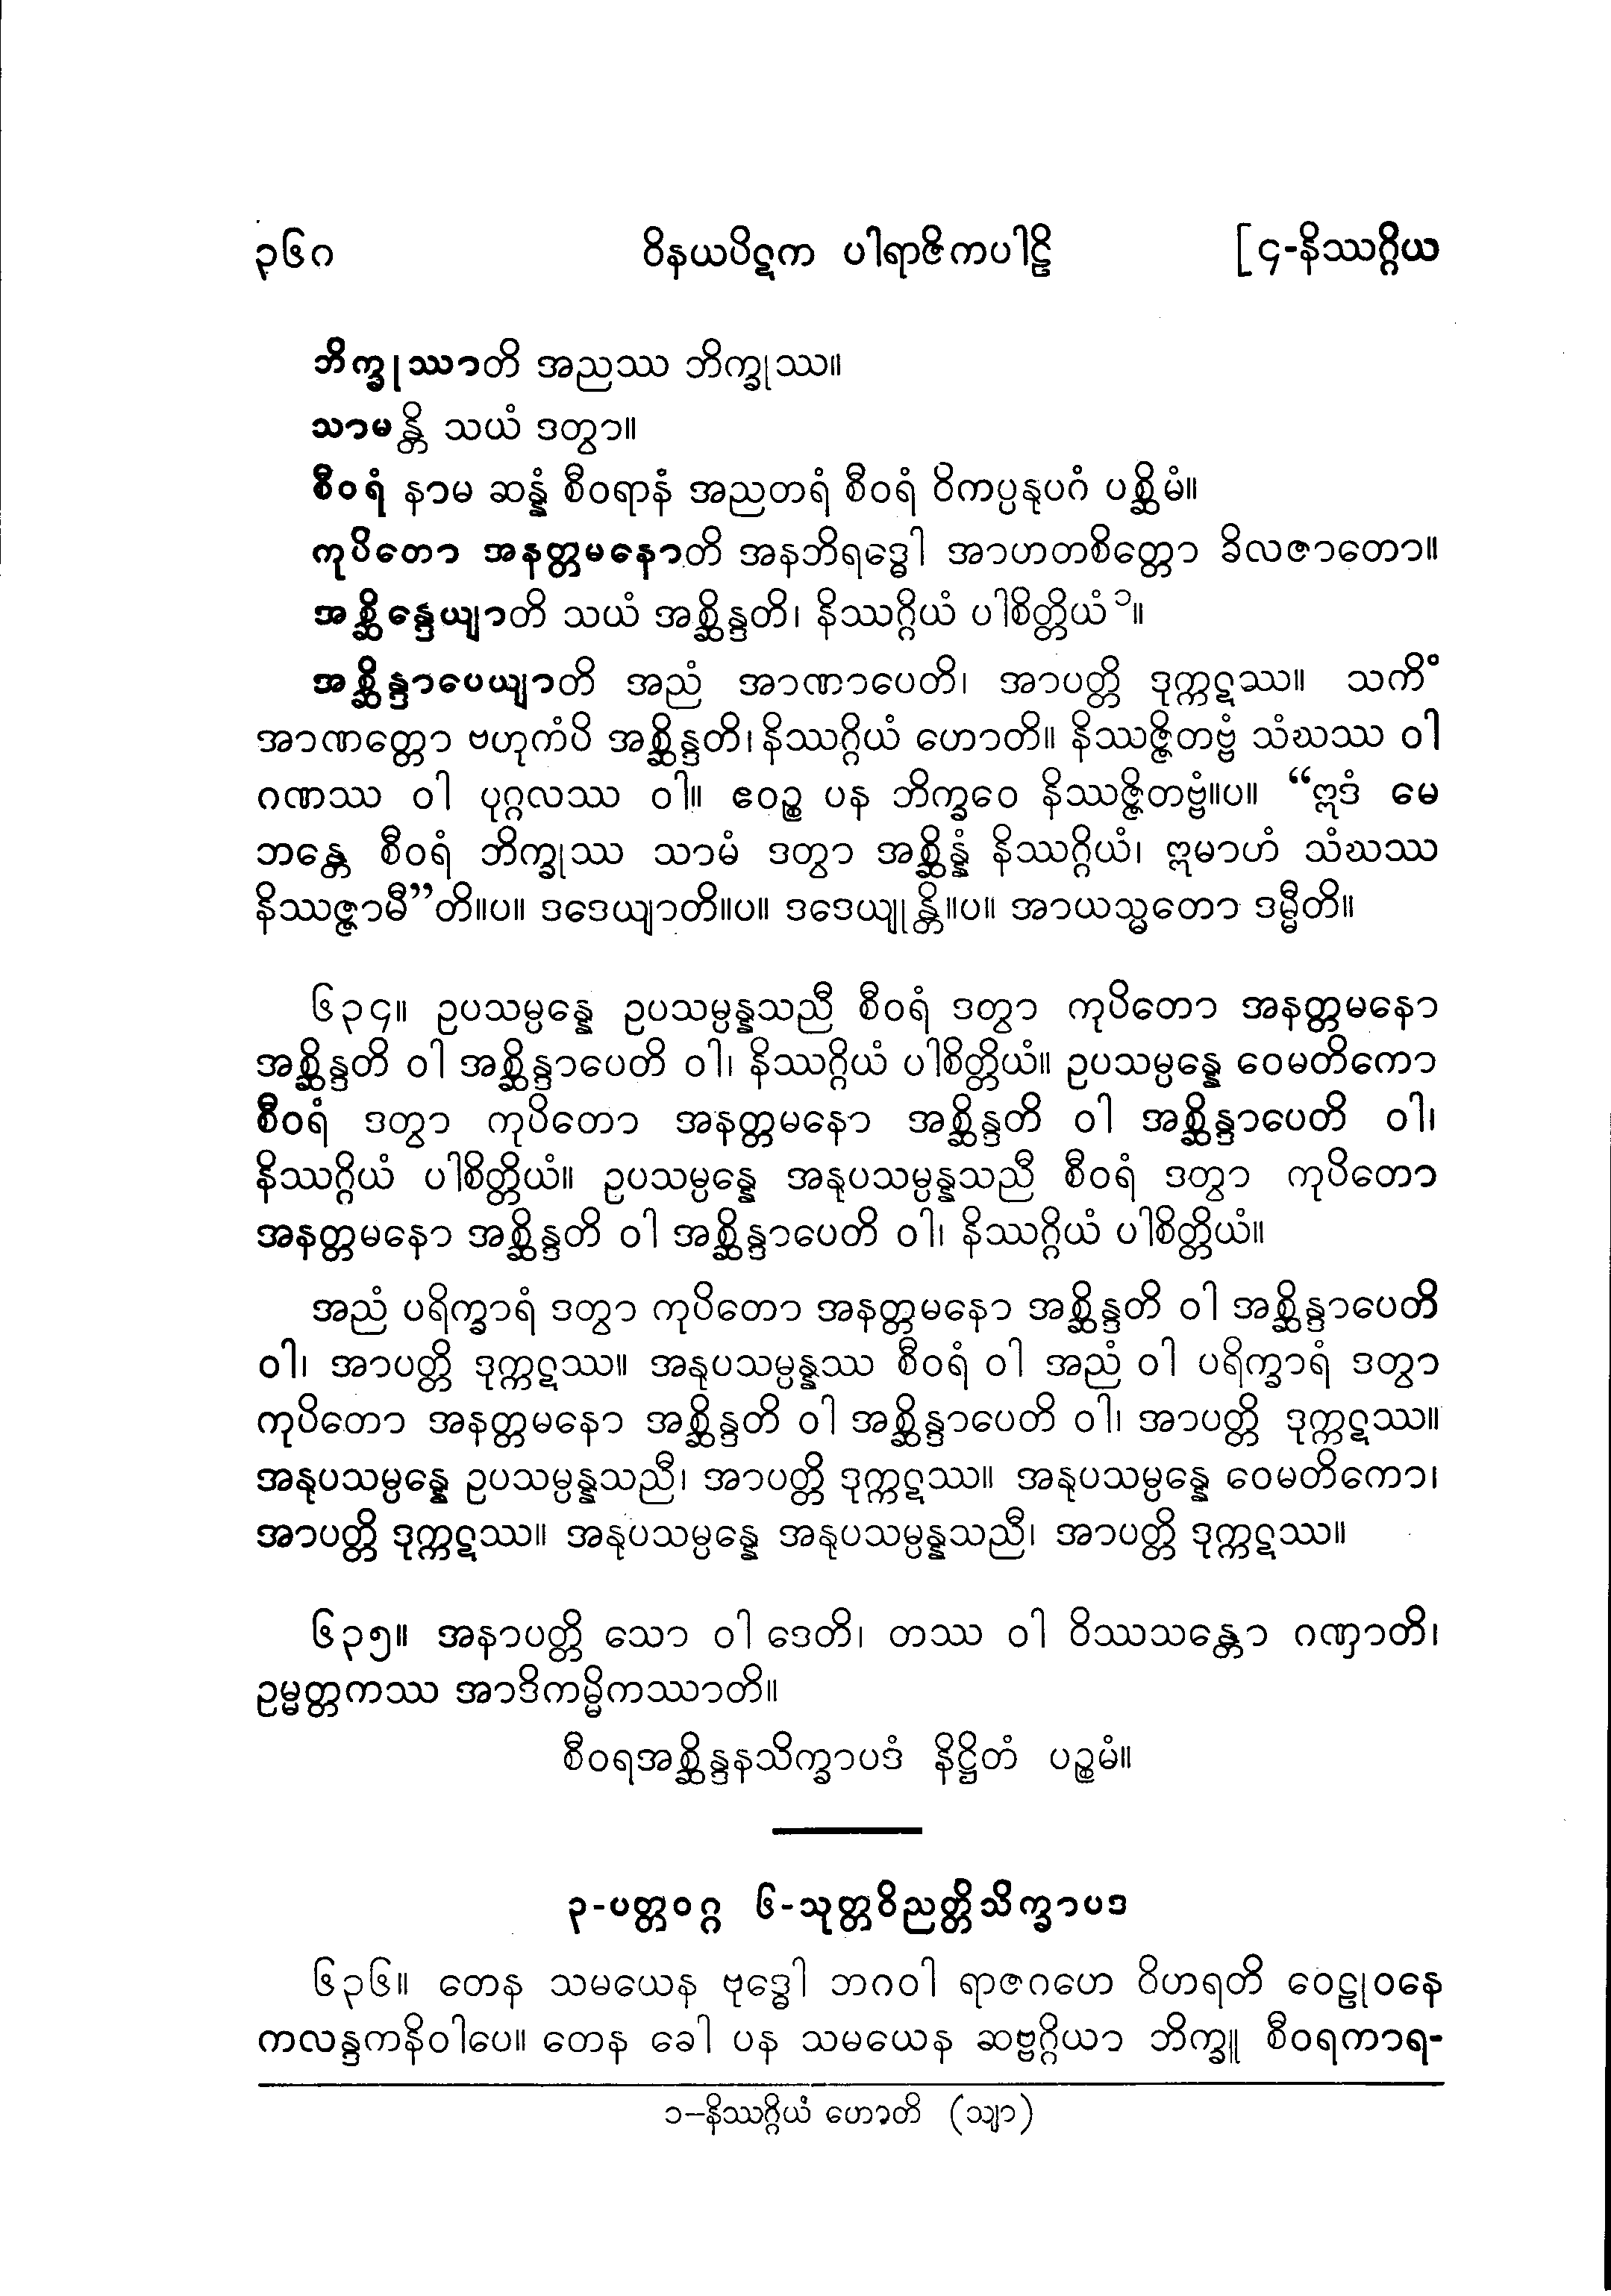 ၃၆ဂ ဝိနယပိဋက ပါရာဇိကပါဠိ [၄-နိဿဂ္ဂိယ
ဘိက္ခုဿာတိ အညဿ ဘိက္ခုဿ။
သာမန္တိ သယံ ဒတွာ။
စီဝရံ နာမ ဆန္နံ စီဝရာနံ အညတရံ စီဝရံ ဝိကပ္ပနုပဂံ ပစ္ဆိမံ။
ကုပိတော အနတ္တမနောတိ အနဘိရဒ္ဓေါ အာဟတစိတ္တော ခိလဇာတော။
အစ္ဆိန္ဒေယျာတိ သယံ အစ္ဆိန္ဒတိ၊ နိဿဂ္ဂိယံ ပါစိတ္တိယံ၁။
အစ္ဆိန္ဒာပေယျာတိ အညံ အာဏာပေတိ၊ အာပတ္တိ ဒုက္ကဋဿ။ သကိံ
အာဏတ္တော ဗဟုကံပိ အစ္ဆိန္ဒတိ၊ နိဿဂ္ဂိယံ ဟောတိ။ နိဿဇ္ဇိတဗ္ဗံ သံဃဿ ဝါ
ဂဏဿ ဝါ ပုဂ္ဂလဿ ဝါ။ ဧဝဉ္စ ပန ဘိက္ခဝေ နိဿဇ္ဇိတဗ္ဗံ။ပ။ “ဣဒံ မေ
ဘန္တေ စီဝရံ ဘိက္ခုဿ သာမံ ဒတွာ အစ္ဆိန္နံ နိဿဂ္ဂိယံ၊ ဣမာဟံ သံဃဿ
နိဿဇ္ဇာမီ”တိ။ပ။ ဒဒေယျာတိ။ပ။ ဒဒေယျုန္တိ။ပ။ အာယသ္မတော ဒမ္မီတိ။
၆၃၄။ ဥပသမ္ပန္နေ ဥပသမ္ပန္နသညီ စီဝရံ ဒတွာ ကုပိတော အနတ္တမနော
အစ္ဆိန္ဒတိ ဝါ အစ္ဆိန္ဒာပေတိ ဝါ၊ နိဿဂ္ဂိယံ ပါစိတ္တိယံ။ ဥပသမ္ပန္နေ ဝေမတိကော
စီဝရံ ဒတွာ ကုပိတော အနတ္တမနော အစ္ဆိန္ဒတိ ဝါ အစ္ဆိန္ဒာပေတိ ဝါ၊
နိဿဂ္ဂိယံ ပါစိတ္တိယံ။ ဥပသမ္ပန္နေ အနုပသမ္ပန္နသညီ စီဝရံ ဒတွာ ကုပိတော
အနတ္တမနော အစ္ဆိန္ဒတိ ဝါ အစ္ဆိန္ဒာပေတိ ဝါ၊ နိဿဂ္ဂိယံ ပါစိတ္တိယံ။
အညံ ပရိက္ခာရံ ဒတွာ ကုပိတော အနတ္တမနော အစ္ဆိန္ဒတိ ဝါ အစ္ဆိန္ဒာပေတိ
ဝါ၊ အာပတ္တိ ဒုက္ကဋဿ။ အနုပသမ္ပန္နဿ စီဝရံ ဝါ အညံ ဝါ ပရိက္ခာရံ ဒတွာ
ကုပိတော အနတ္တမနော အစ္ဆိန္ဒတိ ဝါ အစ္ဆိန္ဒာပေတိ ဝါ၊ အာပတ္တိ ဒုက္ကဋဿ။
အနုပသမ္ပန္နေ ဥပသမ္ပန္နသညီ၊ အာပတ္တိ ဒုက္ကဋဿ။ အနုပသမ္ပန္နေ ဝေမတိကော၊
အာပတ္တိ ဒုက္ကဋဿ။ အနုပသမ္ပန္နေ အနုပသမ္ပန္နသညီ၊ အာပတ္တိ ဒုက္ကဋဿ။
၆၃၅။ အနာပတ္တိ သော ဝါ ဒေတိ၊ တဿ ဝါ ဝိဿသန္တော ဂဏှာတိ၊
ဥမ္မတ္တကဿ အာဒိကမ္မိကဿာတိ။
စီဝရအစ္ဆိန္ဒနသိက္ခာပဒံ နိဋ္ဌိတံ ပဉ္စမံ။
၃-ပတ္တဝဂ္ဂ ၆-သုတ္တဝိညတ္တိသိက္ခာပဒ
၆၃၆။ တေန သမယေန ဗုဒ္ဓေါ ဘဂဝါ ရာဇဂဟေ ဝိဟရတိ ဝေဠုဝနေ
ကလန္ဒကနိဝါပေ။ တေန ခေါ ပန သမယေန ဆဗ္ဗဂ္ဂိယာ ဘိက္ခူ စီဝရကာရ-
၁–နိဿဂ္ဂိယံ ဟောတိ (သျာ)